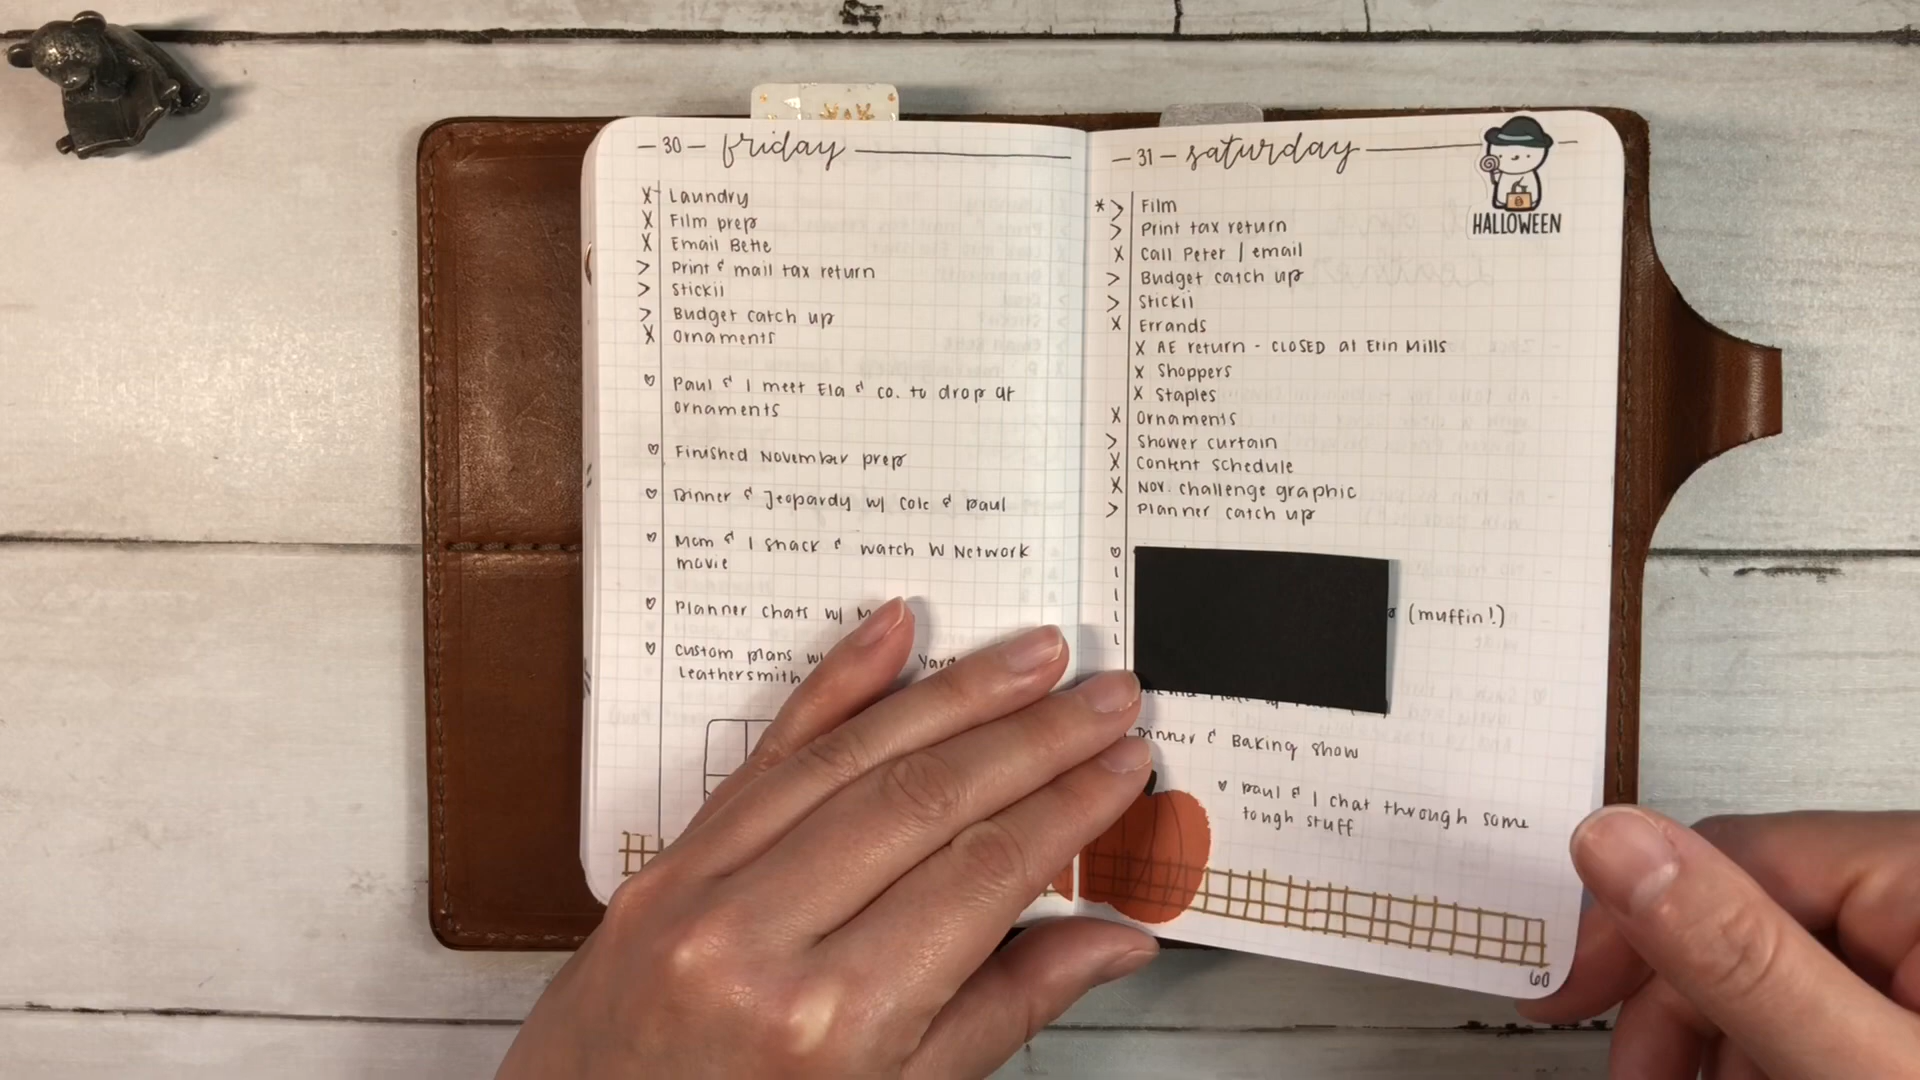 — 30 — friday
X Laundry
X Film prep
X Email Bette
> Print & mail tax return
> Stickii
> Budget catch up
X Ornaments
♡ Paul & I meet Ela & co. to drop at
ornaments
♡ Finished November prep
♡ Dinner & Jeopardy w/ Cole & Paul
♡ Mom & I snack & watch W Network
movie
♡ Planner chats w/
♡ Custom plans
Leathersmith
— 31 — saturday
HALLOWEEN
* > Film
> Print tax return
X Call Peter / email
> Budget catch up
> Stickii
X Errands
X AE return - CLOSED at Erin Mills
X Shoppers
X Staples
X Ornaments
> Shower curtain
X Content schedule
X Nov. challenge graphic
> Planner catch up
♡
(muffin!)
Dinner & Baking show
♡ Paul & I chat through some
tough stuff
60